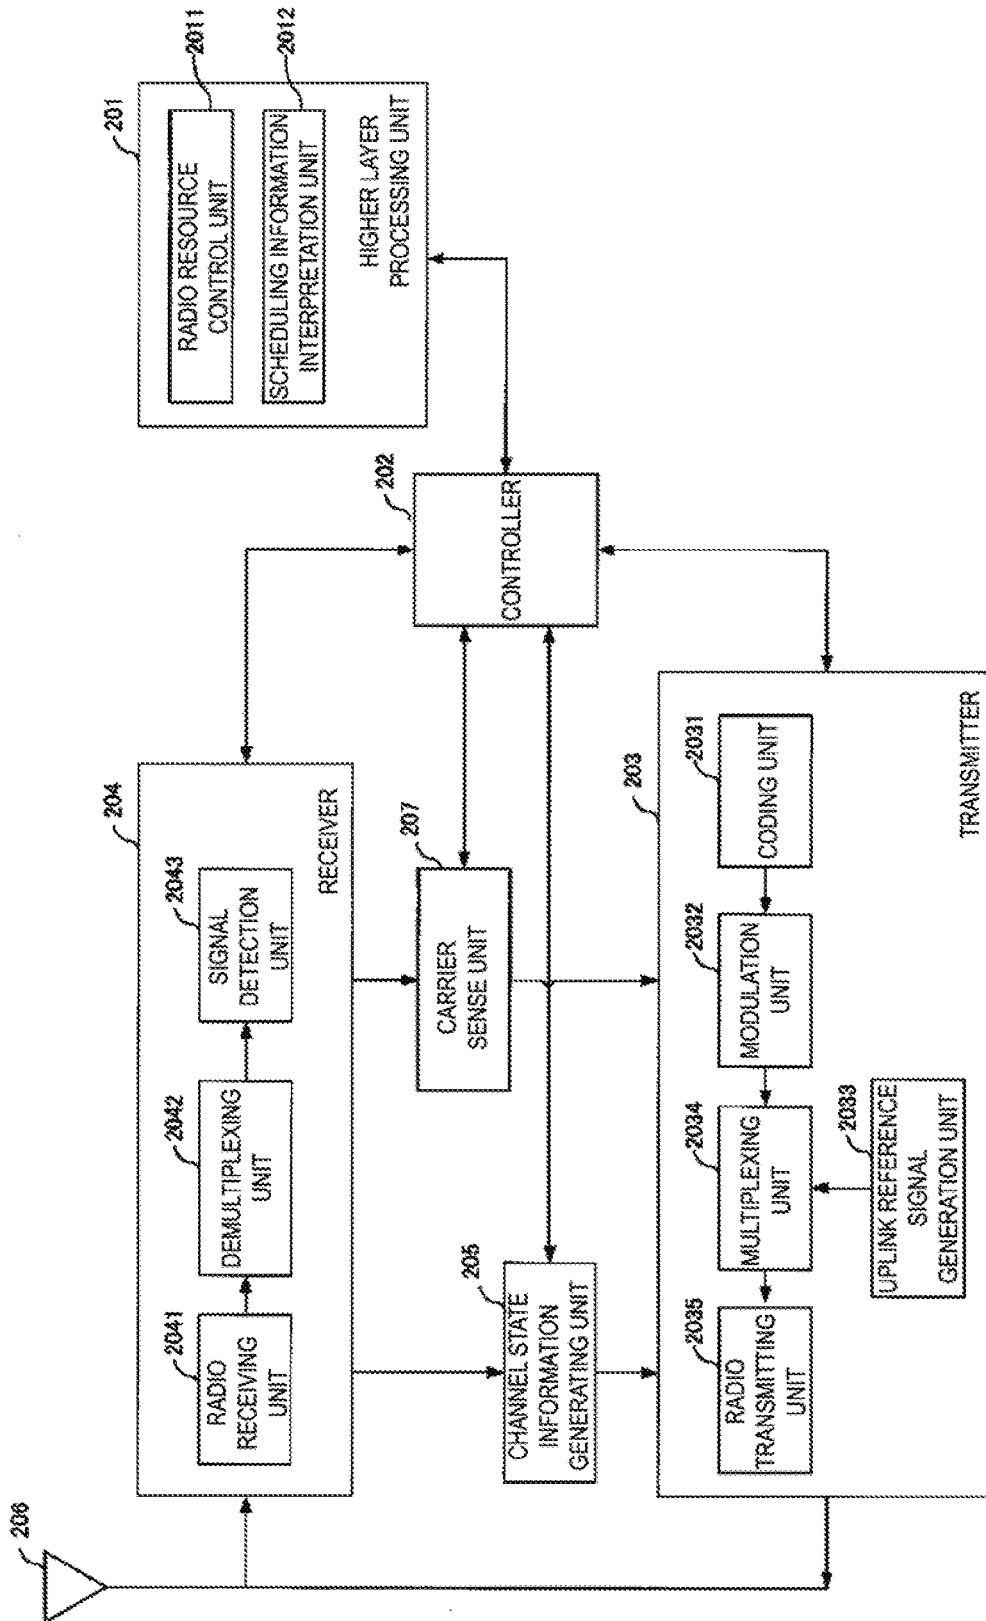 206
204
2041
RADIO
RECEIVING
UNIT
2042
DEMULTIPLEXING
UNIT
2043
SIGNAL
DETECTION
UNIT
RECEIVER
201
2011
RADIO RESOURCE
CONTROL UNIT
2012
SCHEDULING INFORMATION
INTERPRETATION UNIT
HIGHER LAYER
PROCESSING UNIT
205
CHANNEL STATE
INFORMATION
GENERATING UNIT
207
CARRIER
SENSE UNIT
202
CONTROLLER
203
2035
RADIO
TRANSMITTING
UNIT
2034
MULTIPLEXING
UNIT
2032
MODULATION
UNIT
2031
CODING UNIT
2033
UPLINK REFERENCE
SIGNAL
GENERATION UNIT
TRANSMITTER